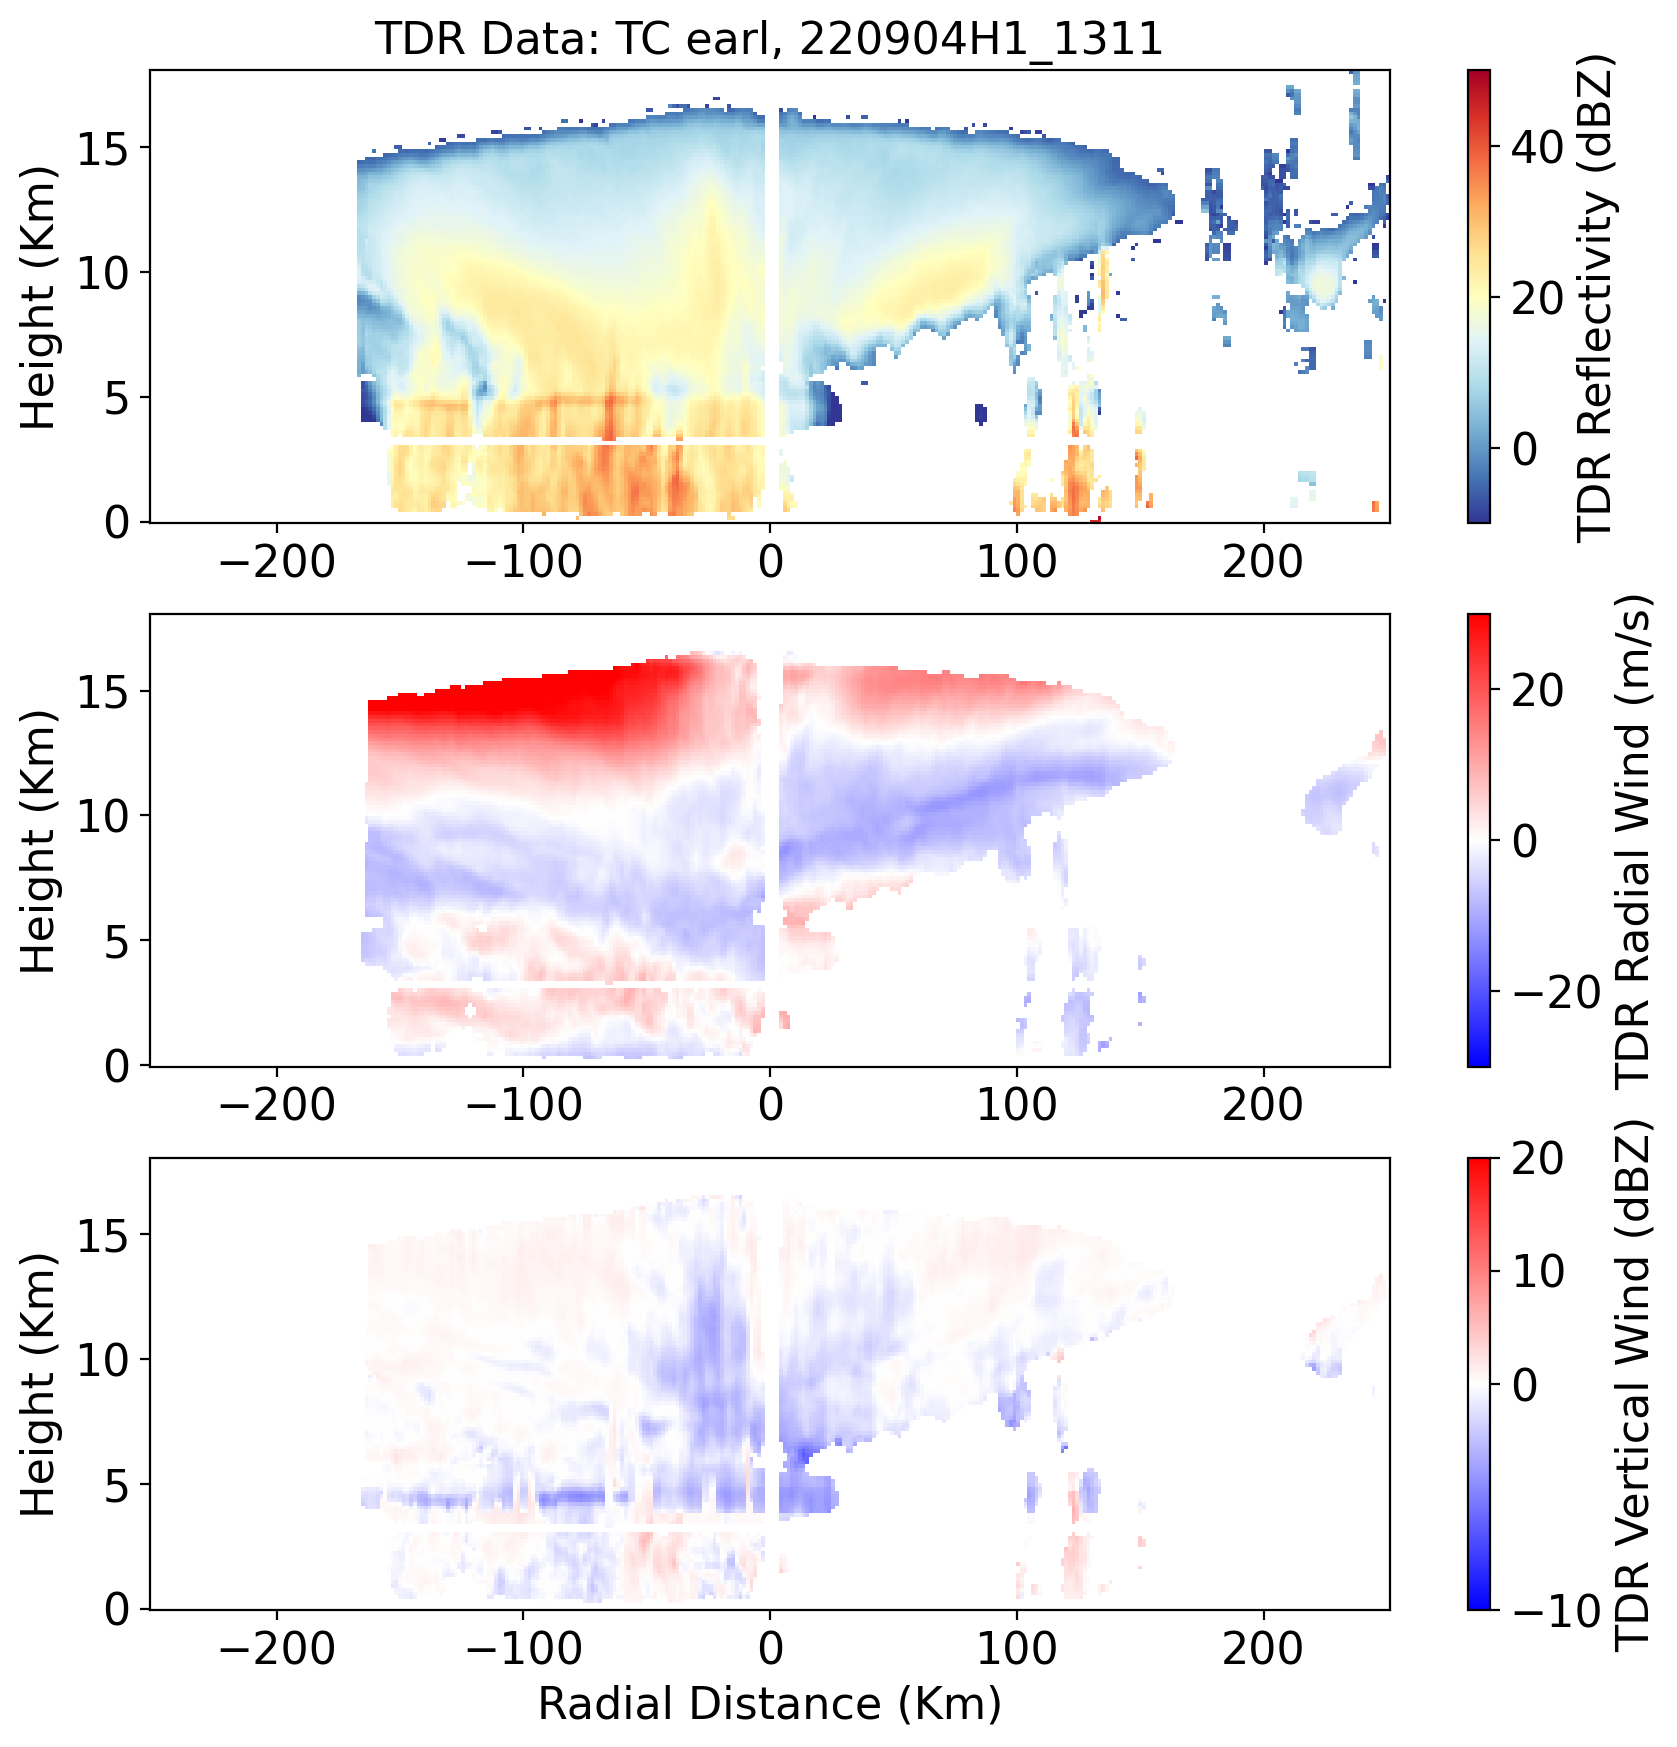 TDR Data: TC earl, 220904H1_1311
Height (Km)
15
10
5
0
−200 −100 0 100 200
40
20
0
TDR Reflectivity (dBZ)
Height (Km)
15
10
5
0
−200 −100 0 100 200
20
0
−20
TDR Radial Wind (m/s)
Height (Km)
15
10
5
0
−200 −100 0 100 200
Radial Distance (Km)
20
10
0
−10
TDR Vertical Wind (dBZ)